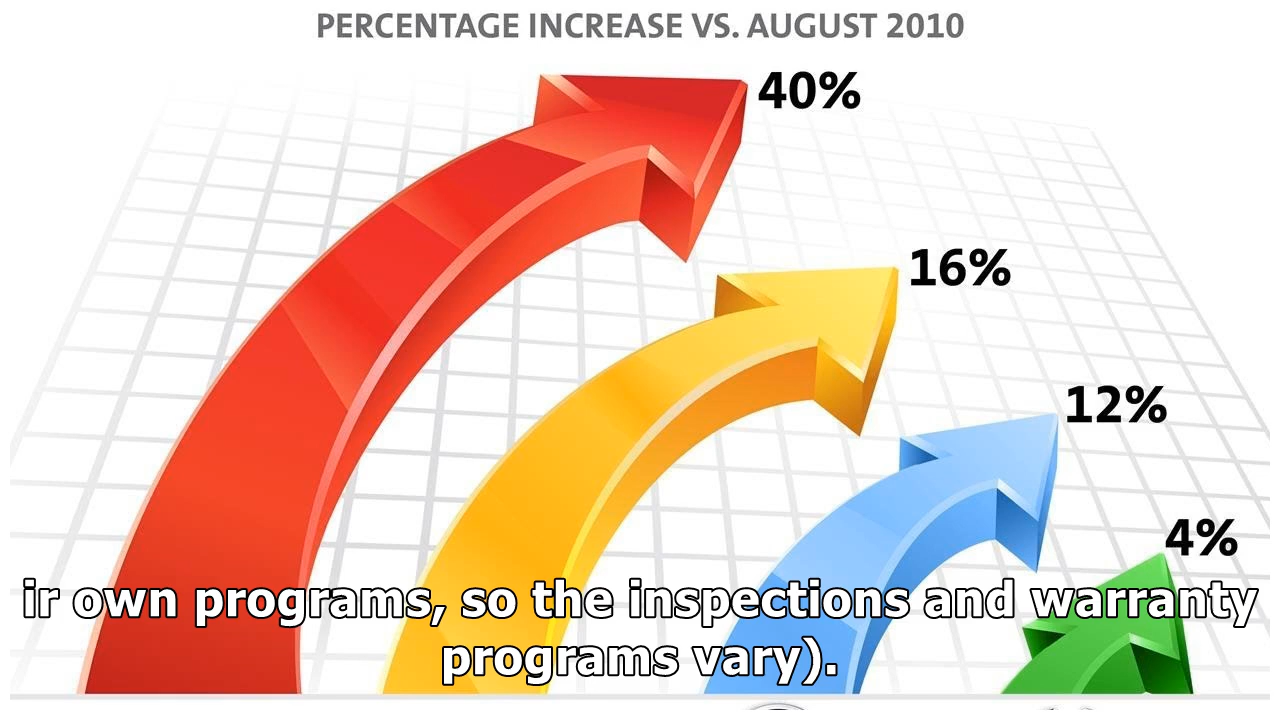 PERCENTAGE INCREASE VS. AUGUST 2010
40%
16%
12%
4%
ir own programs, so the inspections and warranty
programs vary).